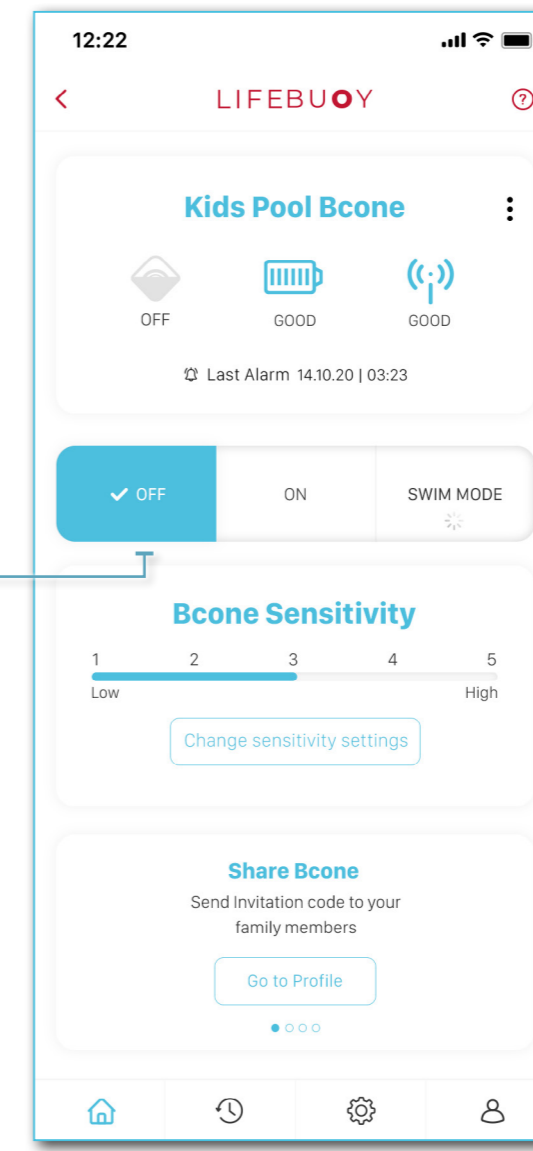 12:22
LIFEBUOY
?
Kids Pool Bcone
OFF GOOD GOOD
Last Alarm 14.10.20 | 03:23
OFF ON SWIM MODE
Bcone Sensitivity
1 2 3 4 5
Low High
Change sensitivity settings
Share Bcone
Send Invitation code to your
family members
Go to Profile